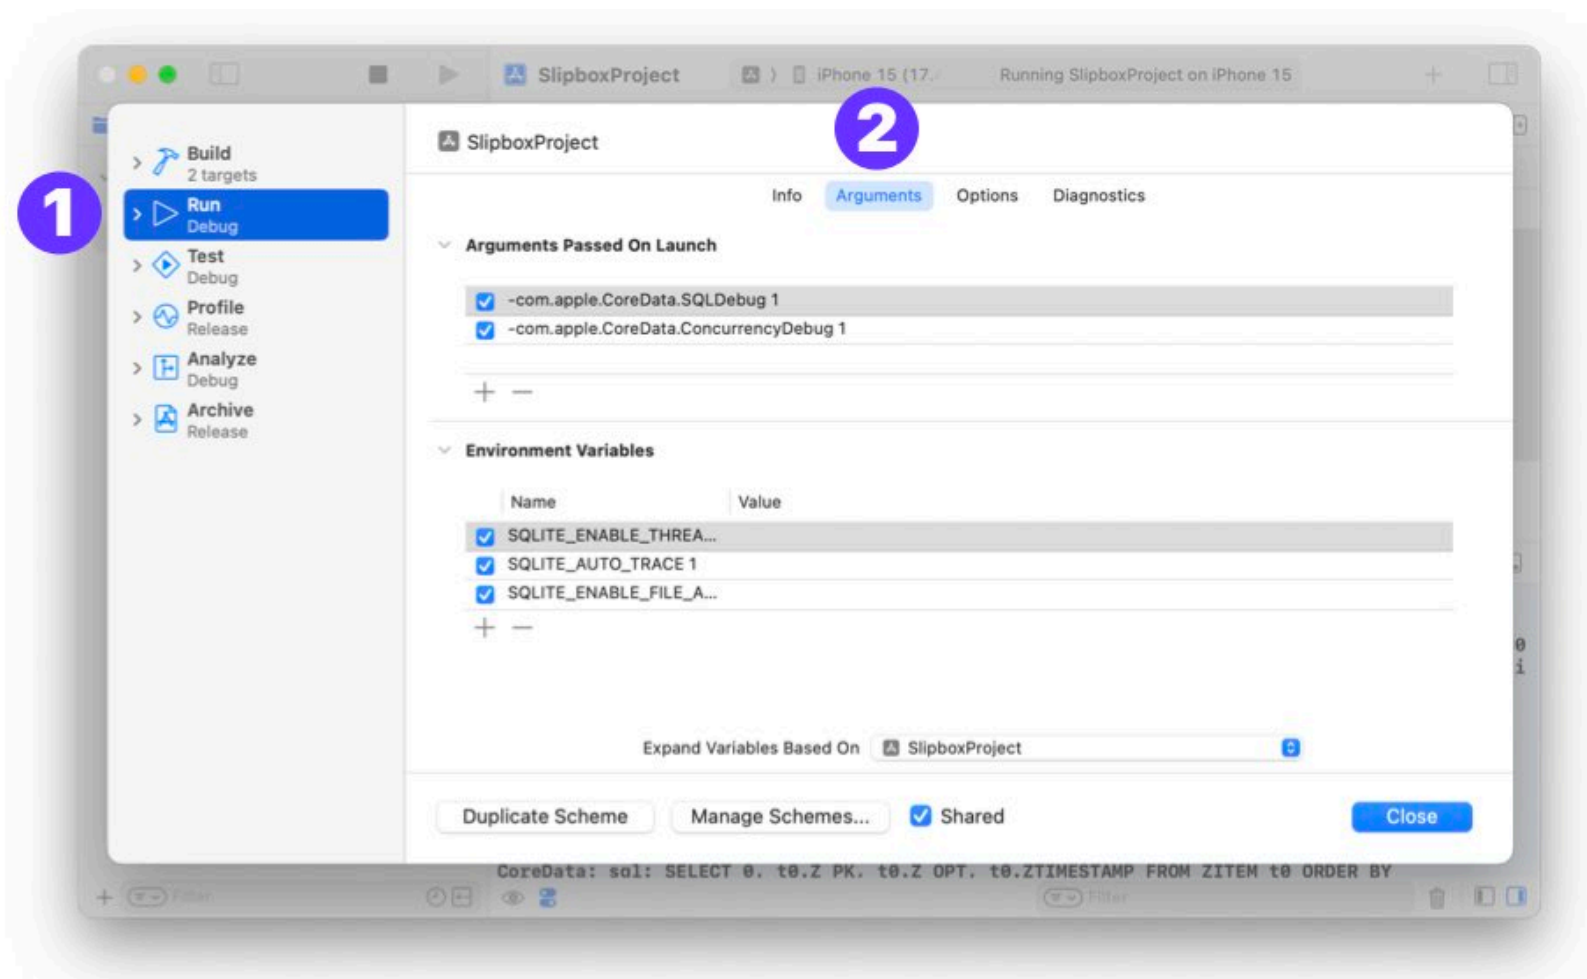 SlipboxProject
iPhone 15 (17.
Running SlipboxProject on iPhone 15
1
2
Build
2 targets
Run
Debug
Test
Debug
Profile
Release
Analyze
Debug
Archive
Release
SlipboxProject
Info Arguments Options Diagnostics
Arguments Passed On Launch
-com.apple.CoreData.SQLDebug 1
-com.apple.CoreData.ConcurrencyDebug 1
Environment Variables
Name Value
SQLITE_ENABLE_THREA...
SQLITE_AUTO_TRACE 1
SQLITE_ENABLE_FILE_A...
0
i
Expand Variables Based On SlipboxProject
Duplicate Scheme Manage Schemes... Shared Close
CoreData: sql: SELECT 0, t0.Z_PK, t0.Z_OPT, t0.ZTIMESTAMP FROM ZITEM t0 ORDER BY
Filter
Filter